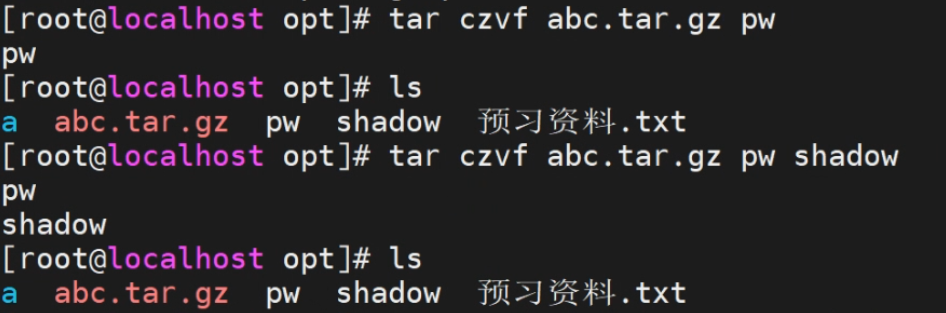 [root@localhost opt]# tar czvf abc.tar.gz pw
pw
[root@localhost opt]# ls
a  abc.tar.gz  pw  shadow  预习资料.txt
[root@localhost opt]# tar czvf abc.tar.gz pw shadow
pw
shadow
[root@localhost opt]# ls
a  abc.tar.gz  pw  shadow  预习资料.txt